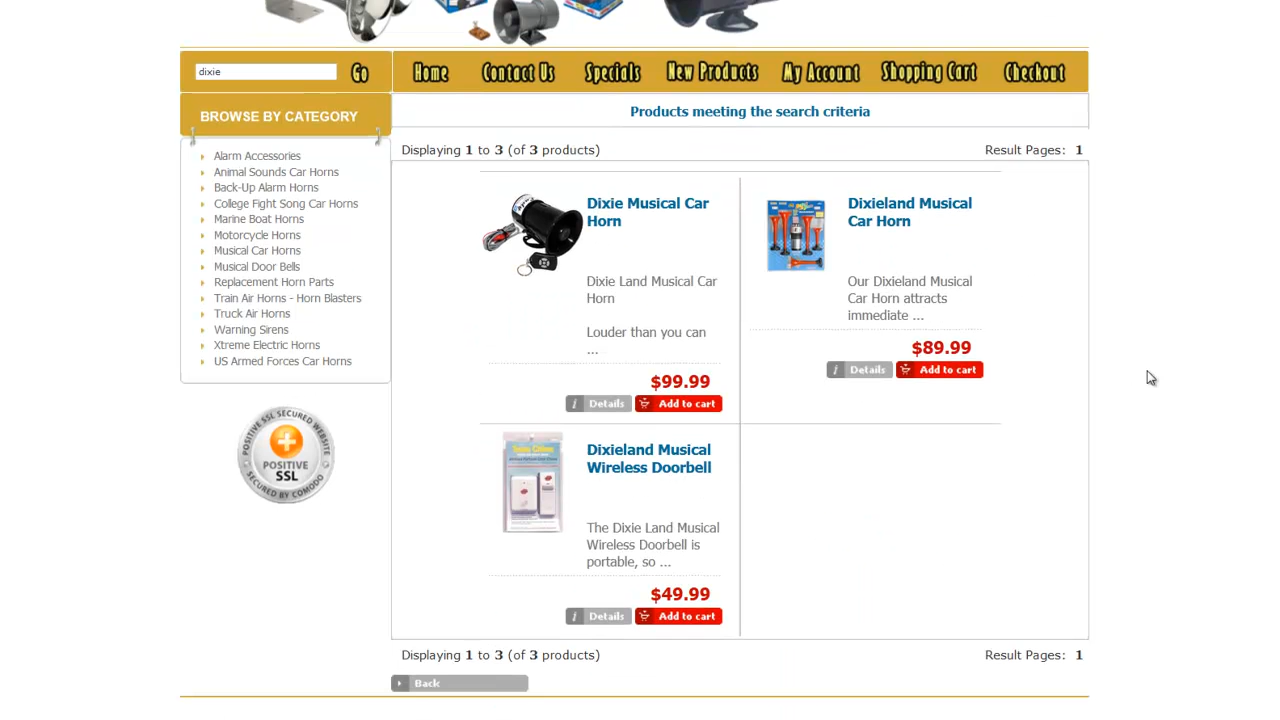 dixie
Go
Home
Contact Us
Specials
New Products
My Account
Shopping Cart
Checkout
BROWSE BY CATEGORY
Alarm Accessories
Animal Sounds Car Horns
Back-Up Alarm Horns
College Fight Song Car Horns
Marine Boat Horns
Motorcycle Horns
Musical Car Horns
Musical Door Bells
Replacement Horn Parts
Train Air Horns - Horn Blasters
Truck Air Horns
Warning Sirens
Xtreme Electric Horns
US Armed Forces Car Horns
POSITIVE SSL SECURED WEBSITE
POSITIVE
SSL
SECURED BY COMODO
Products meeting the search criteria
Displaying 1 to 3 (of 3 products)
Result Pages: 1
Dixie Musical Car
Horn
Dixie Land Musical Car
Horn
Louder than you can
...
$99.99
Details
Add to cart
Dixieland Musical
Car Horn
Our Dixieland Musical
Car Horn attracts
immediate ...
$89.99
Details
Add to cart
Dixieland Musical
Wireless Doorbell
The Dixie Land Musical
Wireless Doorbell is
portable, so ...
$49.99
Details
Add to cart
Displaying 1 to 3 (of 3 products)
Result Pages: 1
Back